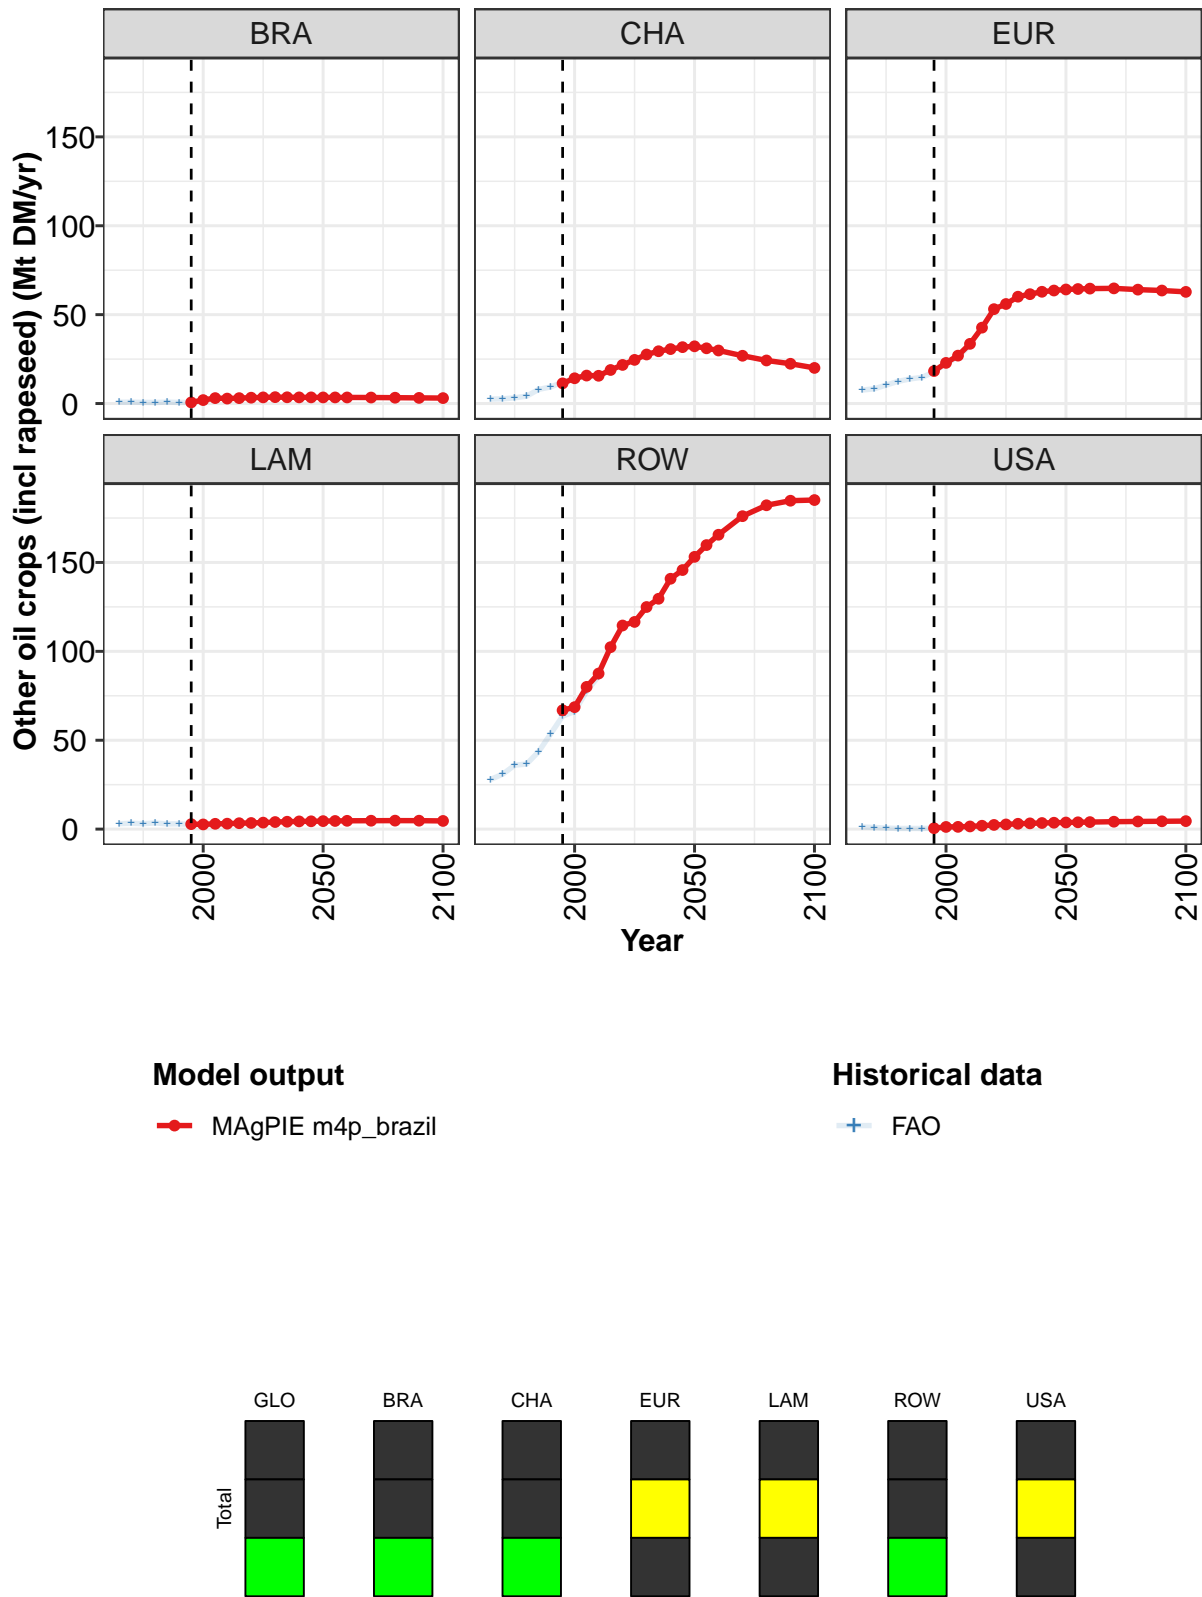 BRA CHA EUR
150
100
50
0
LAM ROW USA
150
100
50
0
Other oil crops (incl rapeseed) (Mt DM/yr)
2000 2050 2100 2000 2050 2100 2000 2050 2100
Year
Model output Historical data
MAgPIE m4p_brazil FAO
GLO BRA CHA EUR LAM ROW USA
Total